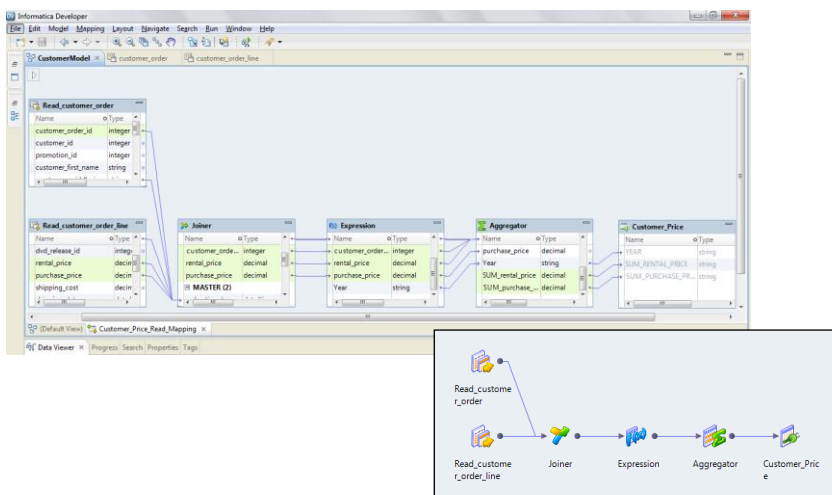 Informatica Developer
File Edit Model Mapping Layout Navigate Search Run Window Help
CustomerModel customer_order customer_order_line
Read_customer_order
Name Type
customer_order_id integer
customer_id integer
promotion_id integer
customer_first_name string
Read_customer_order_line
Name Type
dvd_release_id
rental_price
purchase_price
shipping_cost
Joiner
Name Type
customer_orde... integer
rental_price decimal
purchase_price decimal
MASTER (2)
Expression
Name Type
customer_order... integer
rental_price decimal
purchase_price decimal
Year string
Aggregator
Name Type
purchase_price decimal
Year string
SUM_rental_price decimal
SUM_purchase_... decimal
Customer_Price
Name Type
YEAR string
SUM_RENTAL_PRICE string
SUM_PURCHASE_PR... string
(Default View) Customer_Price_Read_Mapping
Data Viewer Progress Search Properties Tags
Read_custome
r_order
Read_custome
r_order_line
Joiner
Expression
Aggregator
Customer_Pric
e